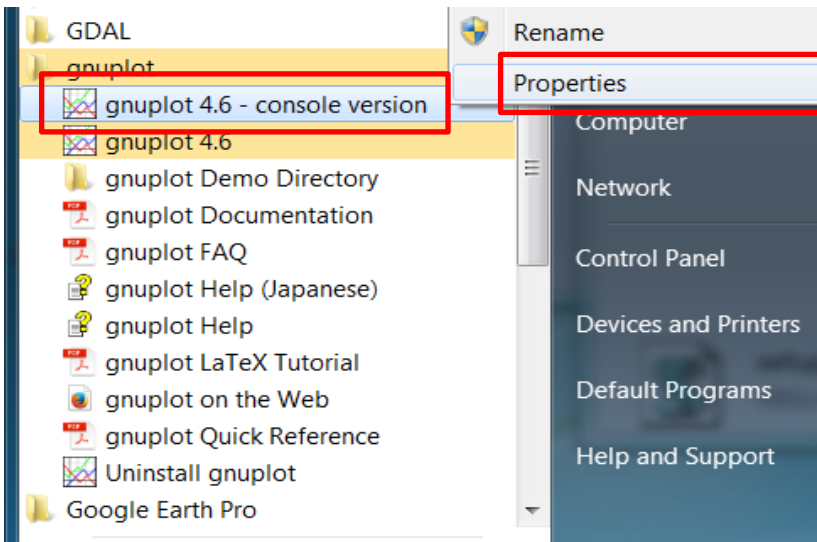 GDAL
gnuplot
gnuplot 4.6 - console version
gnuplot 4.6
gnuplot Demo Directory
gnuplot Documentation
gnuplot FAQ
gnuplot Help (Japanese)
gnuplot Help
gnuplot LaTeX Tutorial
gnuplot on the Web
gnuplot Quick Reference
Uninstall gnuplot
Google Earth Pro
Rename
Properties
Computer
Network
Control Panel
Devices and Printers
Default Programs
Help and Support